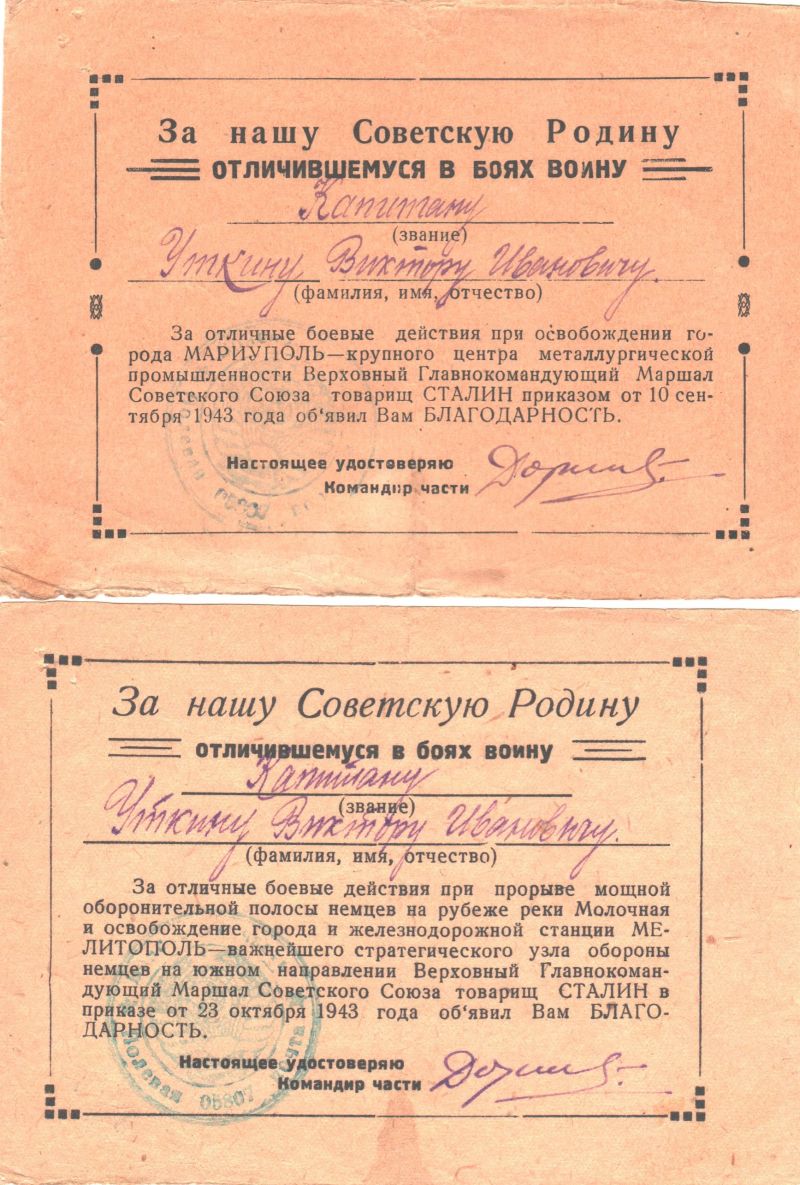 За нашу Советскую Родину
ОТЛИЧИВШЕМУСЯ В БОЯХ ВОИНУ
Капитану
(звание)
Уткину Виктору Ивановичу.
(фамилия, имя, отчество)
За отличные боевые действия при освобождении го-
рода МАРИУПОЛЬ—крупного центра металлургической
промышленности Верховный Главнокомандующий Маршал
Советского Союза товарищ СТАЛИН приказом от 10 сен-
тября 1943 года об‘явил Вам БЛАГОДАРНОСТЬ.
Настоящее удостоверяю
Командир части
05807
За нашу Советскую Родину
отличившемуся в боях воину
Капитану
(звание)
Уткину Виктору Ивановичу.
(фамилия, имя, отчество)
За отличные боевые действия при прорыве мощной
оборонительной полосы немцев на рубеже реки Молочная
и освобождение города и железнодорожной станции МЕ-
ЛИТОПОЛЬ—важнейшего стратегического узла обороны
немцев на южном направлении Верховный Главнокоман-
дующий Маршал Советского Союза товарищ СТАЛИН в
приказе от 23 октября 1943 года об‘явил Вам БЛАГО-
ДАРНОСТЬ.
Настоящее удостоверяю
Командир части
Полевая почта
05807